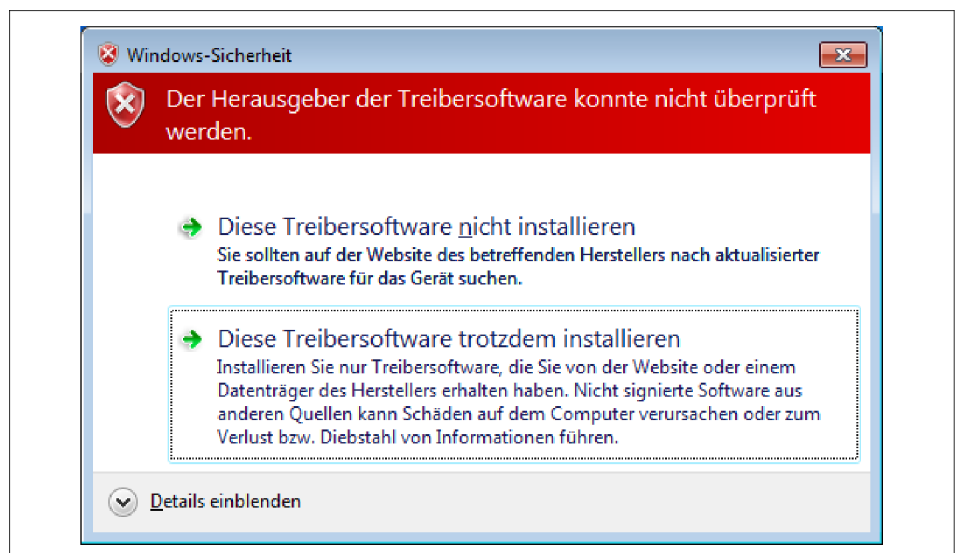 Windows-Sicherheit
Der Herausgeber der Treibersoftware konnte nicht überprüft
werden.
Diese Treibersoftware nicht installieren
Sie sollten auf der Website des betreffenden Herstellers nach aktualisierter
Treibersoftware für das Gerät suchen.
Diese Treibersoftware trotzdem installieren
Installieren Sie nur Treibersoftware, die Sie von der Website oder einem
Datenträger des Herstellers erhalten haben. Nicht signierte Software aus
anderen Quellen kann Schäden auf dem Computer verursachen oder zum
Verlust bzw. Diebstahl von Informationen führen.
Details einblenden